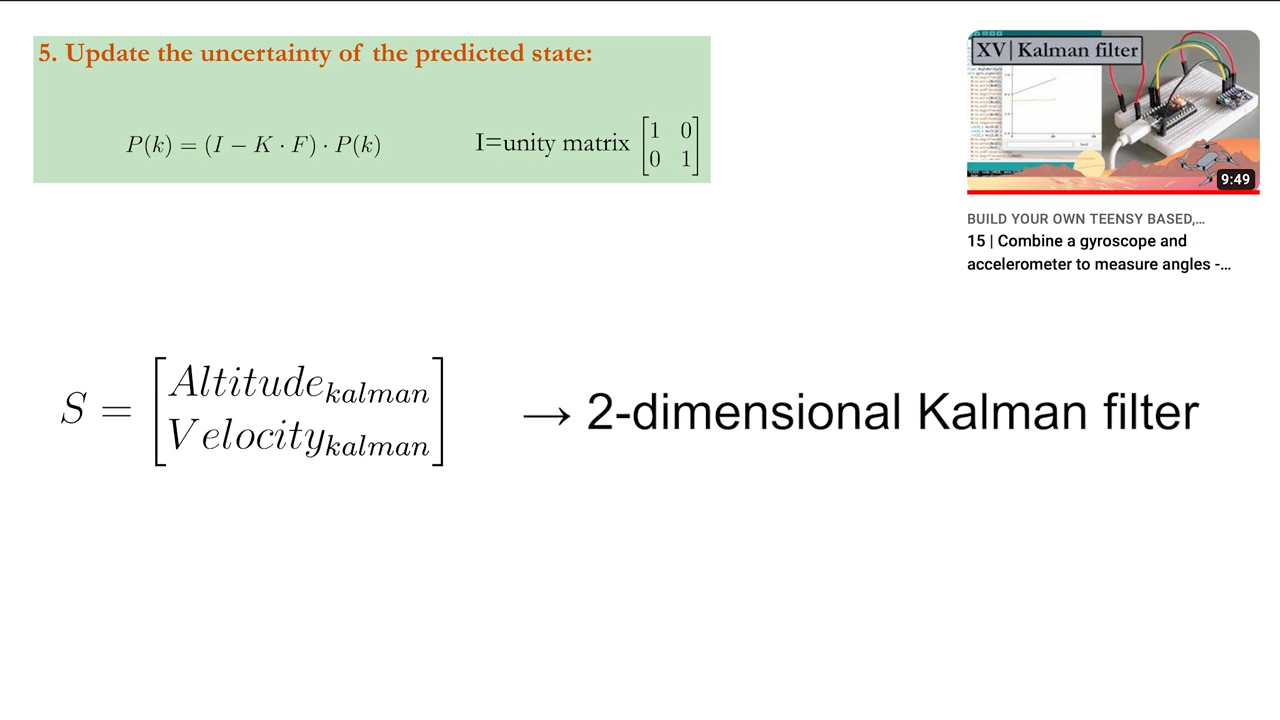 5. Update the uncertainty of the predicted state:
P(k) = (I − K · F) · P(k)
I=unity matrix [1 0
0 1]
XV | Kalman filter
9:49
BUILD YOUR OWN TEENSY BASED,...
15 | Combine a gyroscope and
accelerometer to measure angles -...
S = [Altitude_kalman
Velocity_kalman]
→ 2-dimensional Kalman filter